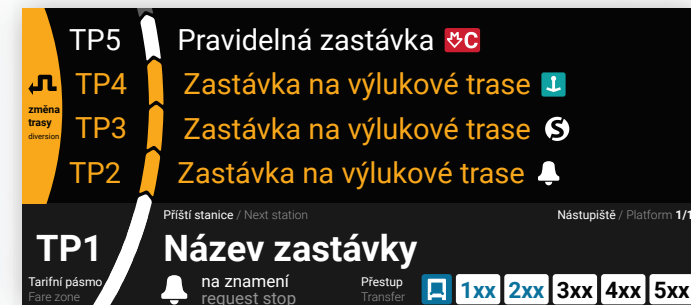 TP5 Pravidelná zastávka C
TP4 Zastávka na výlukové trase
změna
trasy
diversion
TP3 Zastávka na výlukové trase S
TP2 Zastávka na výlukové trase
Příští stanice / Next station Nástupiště / Platform 1/1
TP1 Název zastávky
Tarifní pásmo
Fare zone
na znamení
request stop
Přestup
Transfer
1xx 2xx 3xx 4xx 5xx